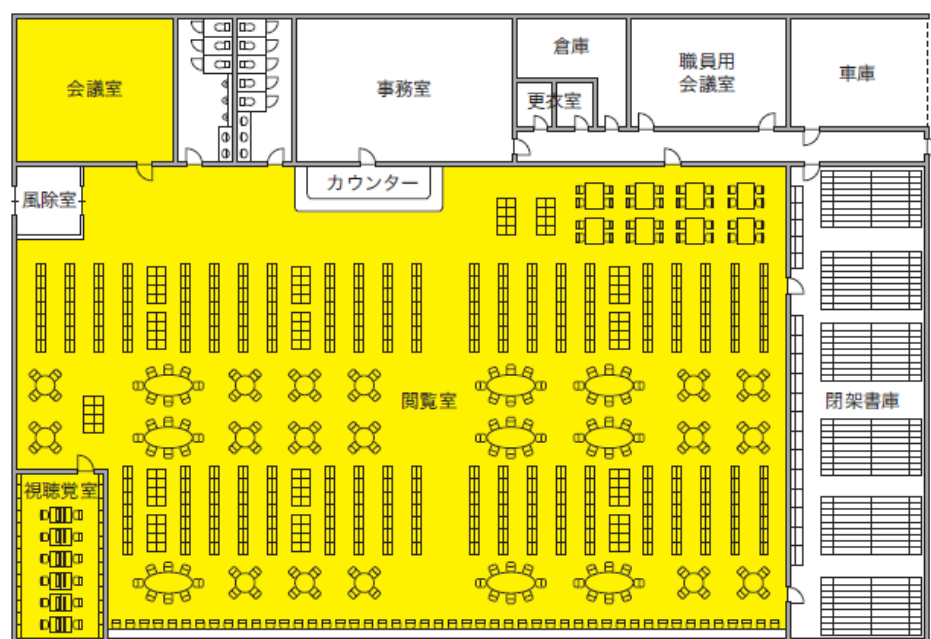 会議室
事務室
倉庫
更衣室
職員用
会議室
車庫
風除室
カウンター
閲覧室
閉架書庫
視聴覚室